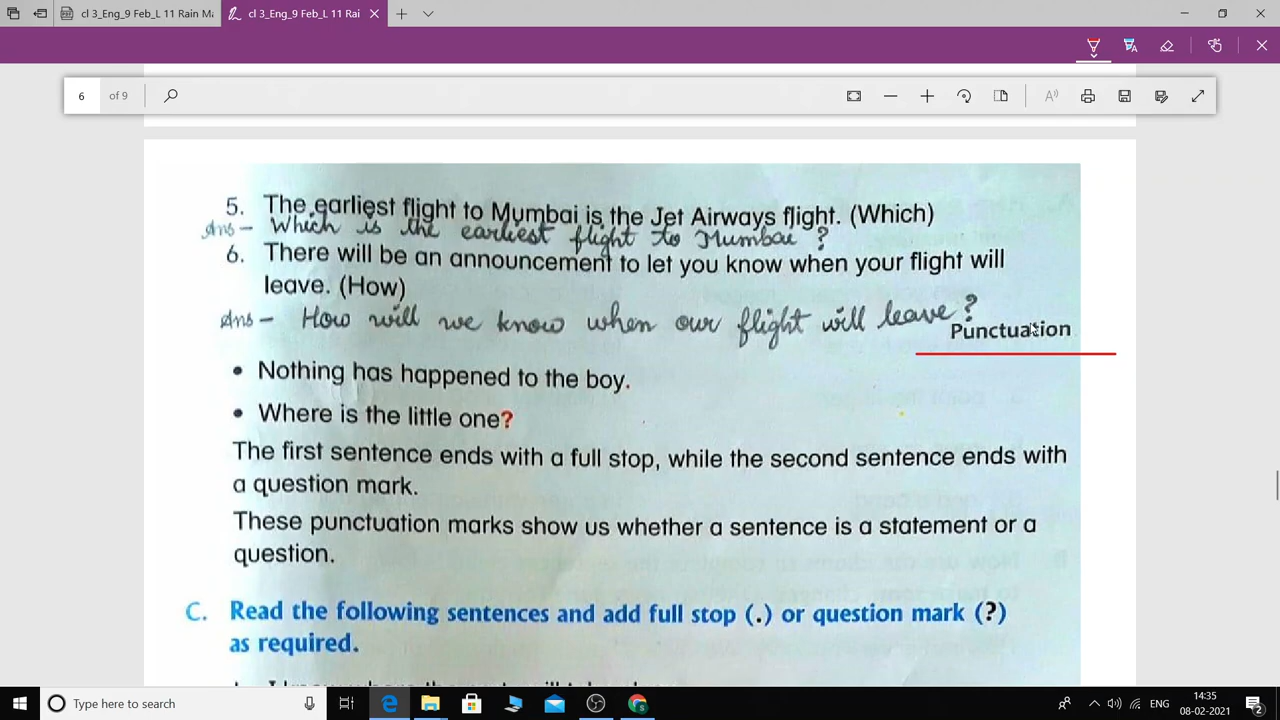 cl 3_Eng_9 Feb_L 11 Rain Ma
cl 3_Eng_9 Feb_L 11 Rai
6 of 9
5. The earliest flight to Mumbai is the Jet Airways flight. (Which)
Ans - Which is the earliest flight to Mumbai ?
6. There will be an announcement to let you know when your flight will
leave. (How)
Ans - How will we know when our flight will leave ?
Punctuation
• Nothing has happened to the boy.
• Where is the little one?
The first sentence ends with a full stop, while the second sentence ends with
a question mark.
These punctuation marks show us whether a sentence is a statement or a
question.
C. Read the following sentences and add full stop (.) or question mark (?)
as required.
Type here to search
ENG
14:35
08-02-2021
2